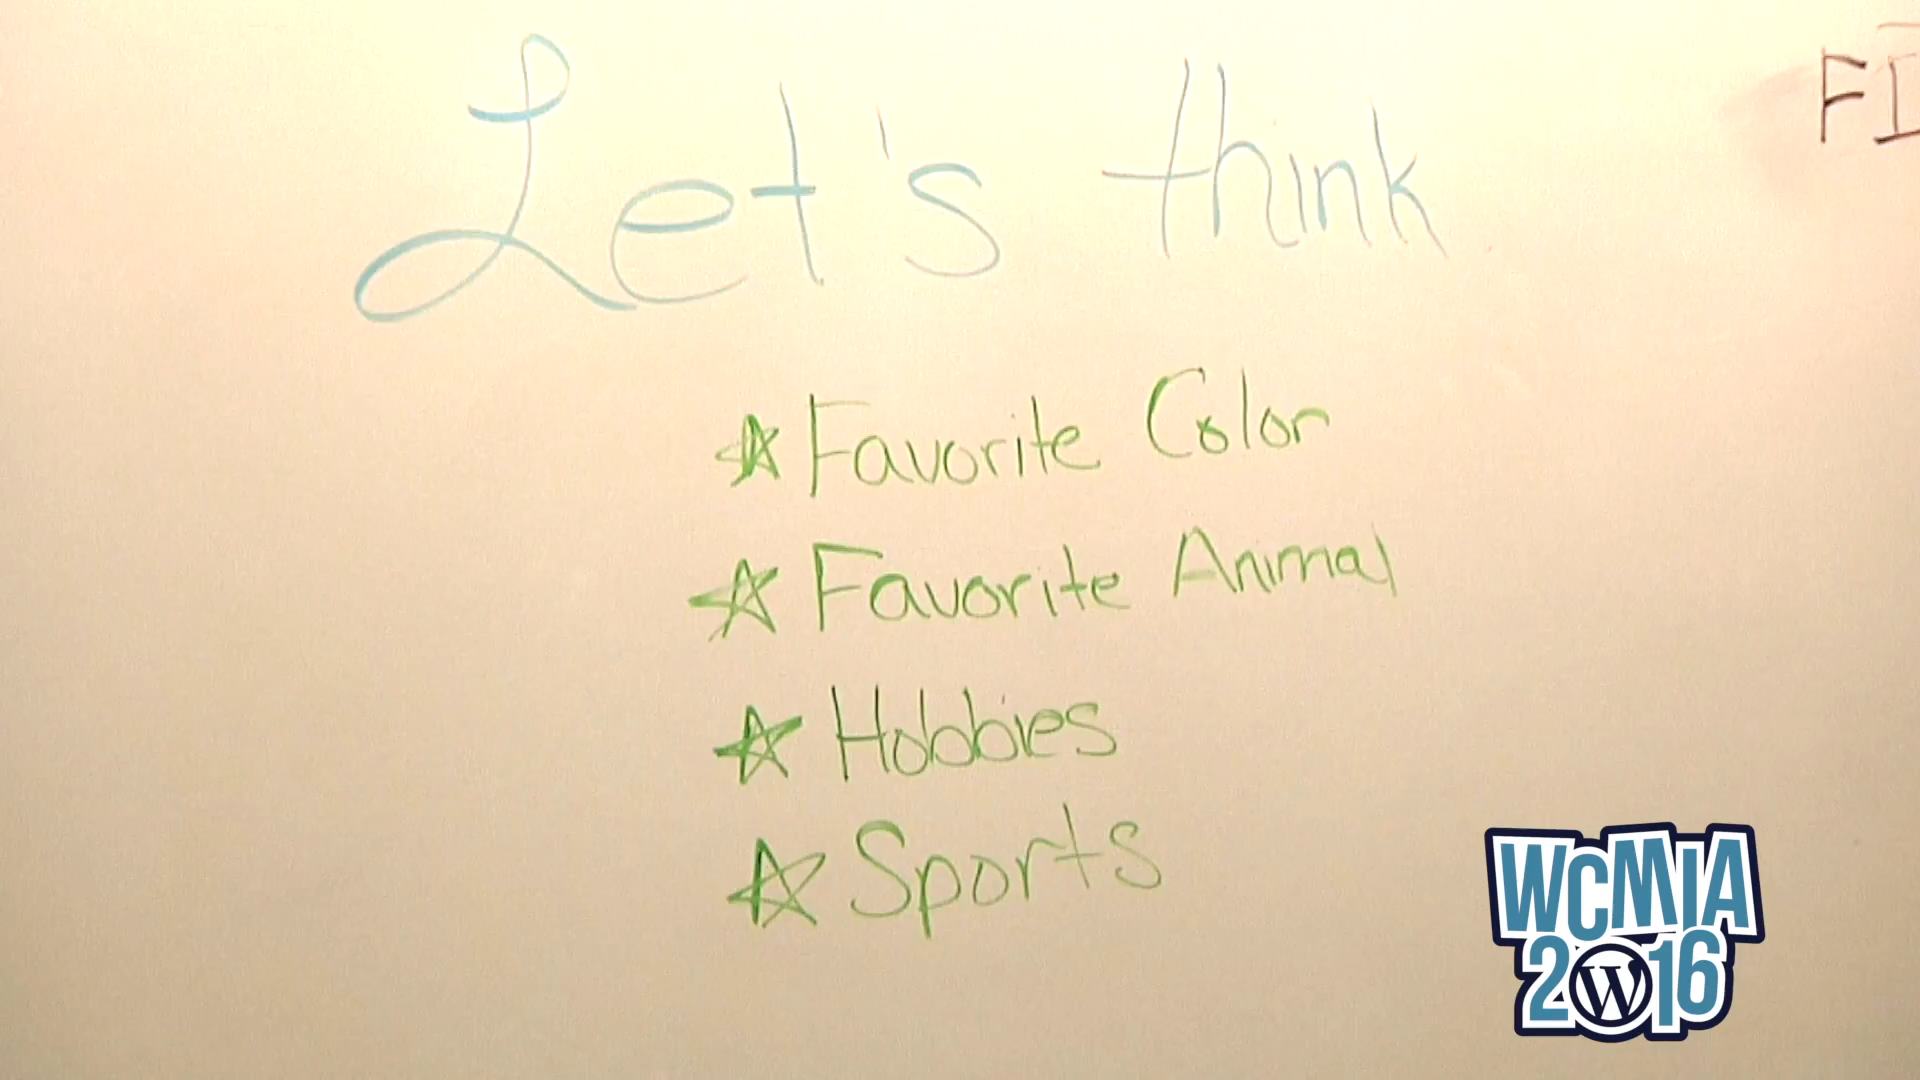 Let's think
Favorite Color
Favorite Animal
Hobbies
Sports
WCMIA
2016